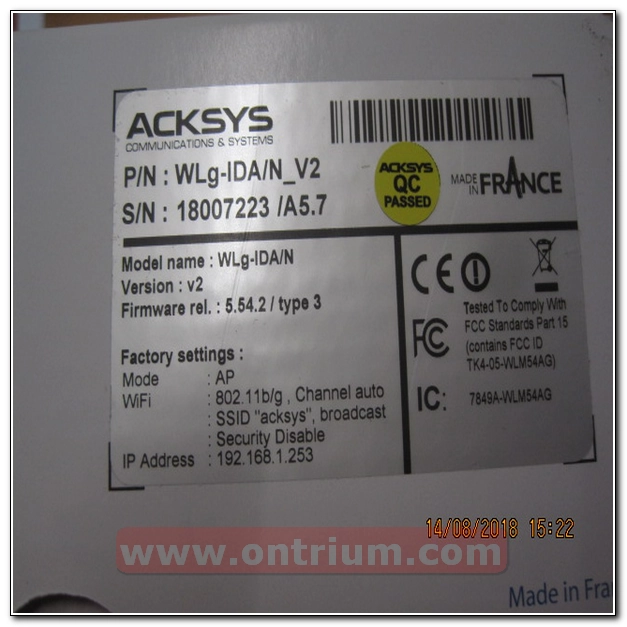 ACKSYS
COMMUNICATIONS & SYSTEMS
P/N : WLg-IDA/N_V2
S/N : 18007223 /A5.7
ACKSYS
QC
PASSED
MADE IN FRANCE
Model name : WLg-IDA/N
Version : v2
Firmware rel. : 5.54.2 / type 3
Factory settings :
Mode : AP
WiFi : 802.11b/g , Channel auto
: SSID "acksys", broadcast
: Security Disable
IP Address : 192.168.1.253
CE
FC
Tested To Comply With
FCC Standards Part 15
(contains FCC ID
TK4-05-WLM54AG)
IC: 7849A-WLM54AG
14/08/2018 15:22
www.ontrium.com
Made in Fra